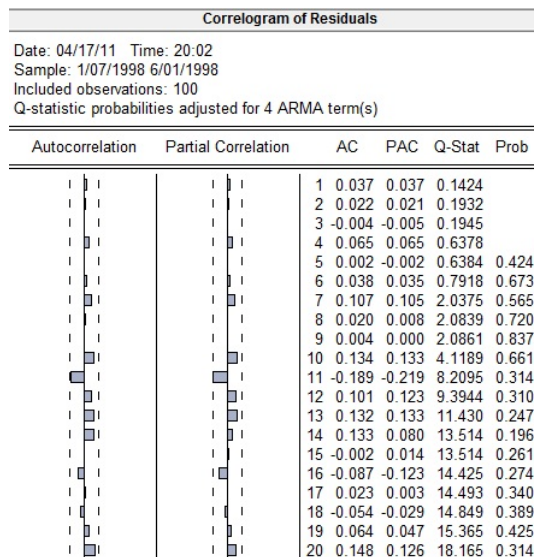 Correlogram of Residuals
Date: 04/17/11 Time: 20:02
Sample: 1/07/1998 6/01/1998
Included observations: 100
Q-statistic probabilities adjusted for 4 ARMA term(s)
Autocorrelation Partial Correlation AC PAC Q-Stat Prob
1 0.037 0.037 0.1424
2 0.022 0.021 0.1932
3 -0.004 -0.005 0.1945
4 0.065 0.065 0.6378
5 0.002 -0.002 0.6384 0.424
6 0.038 0.035 0.7918 0.673
7 0.107 0.105 2.0375 0.565
8 0.020 0.008 2.0839 0.720
9 0.004 0.000 2.0861 0.837
10 0.134 0.133 4.1189 0.661
11 -0.189 -0.219 8.2095 0.314
12 0.101 0.123 9.3944 0.310
13 0.132 0.133 11.430 0.247
14 0.133 0.080 13.514 0.196
15 -0.002 0.014 13.514 0.261
16 -0.087 -0.123 14.425 0.274
17 0.023 0.003 14.493 0.340
18 -0.054 -0.029 14.849 0.389
19 0.064 0.047 15.365 0.425
20 0.148 0.126 18.165 0.314